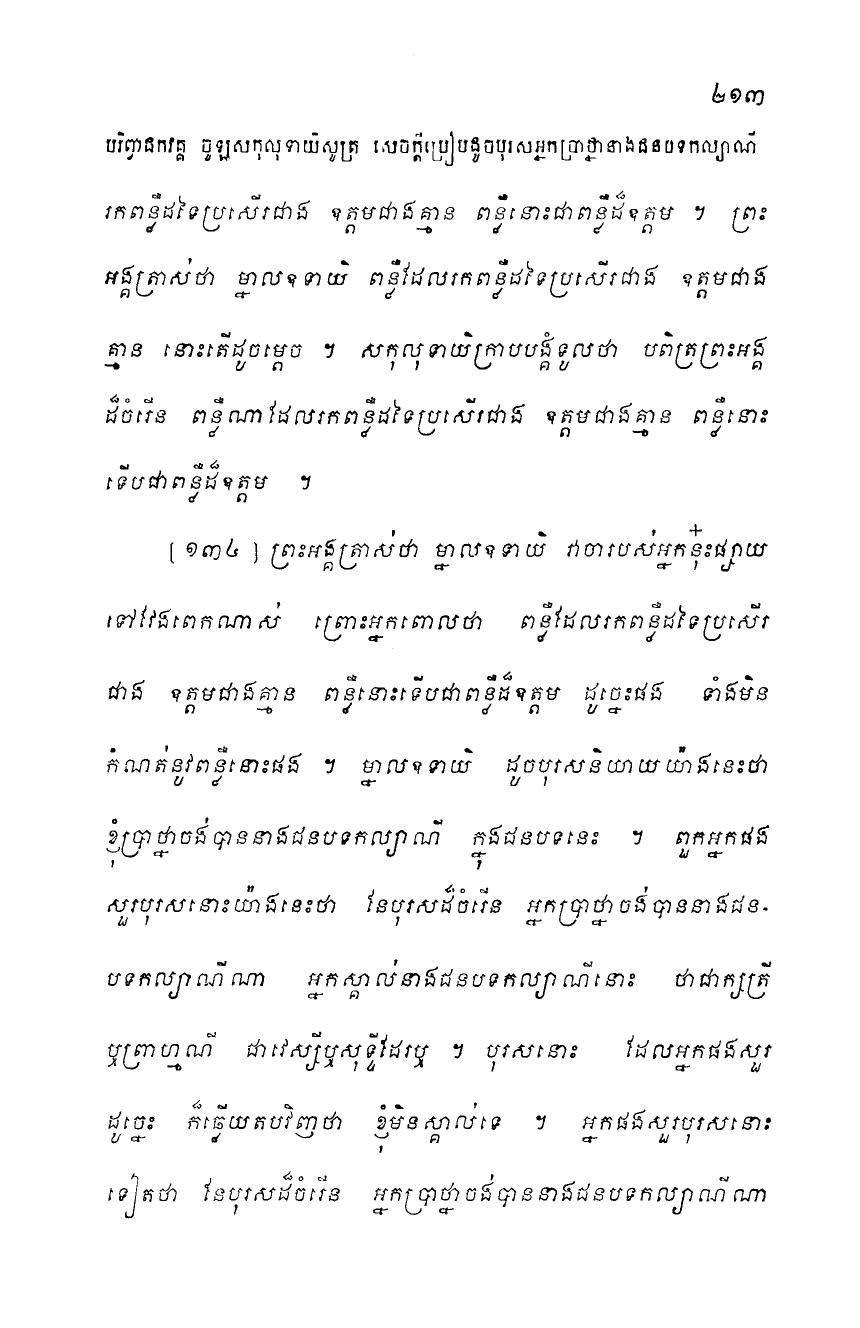 ២១៣
បរិព្វាជកវគ្គ ចូឡសកុលុទាយិសូត្រ សេចក្តីប្រៀបដូចបុរសអ្នកប្រាថ្នានាងជនបទកល្យាណី
រកពន្លឺដទៃប្រសើរជាង ឧត្តមជាងគ្មាន ពន្លឺនោះជាពន្លឺដ៏ឧត្តម ។ ព្រះ
អង្គត្រាស់ថា ម្នាលឧទាយិ ពន្លឺដែលរកពន្លឺដទៃប្រសើរជាង ឧត្តមជាង
គ្មាន នោះតើដូចម្តេច ។ សកុលុទាយិក្រាបបង្គំទូលថា បពិត្រព្រះអង្គ
ដ៏ចំរើន ពន្លឺណាដែលរកពន្លឺដទៃប្រសើរជាង ឧត្តមជាងគ្មាន ពន្លឺនោះ
ទើបជាពន្លឺដ៏ឧត្តម ។
[ ១៣៤ ] ព្រះអង្គត្រាស់ថា ម្នាលឧទាយិ វាចារបស់អ្នកនុ៎ះផ្សាយ
ទៅវែងពេកណាស់ ព្រោះអ្នកពោលថា ពន្លឺដែលរកពន្លឺដទៃប្រសើរ
ជាង ឧត្តមជាងគ្មាន ពន្លឺនោះទើបជាពន្លឺដ៏ឧត្តម ដូច្នេះផង ទាំងមិន
កំណត់នូវពន្លឺនោះផង ។ ម្នាលឧទាយិ ដូចបុរសនិយាយយ៉ាងនេះថា
ខ្ញុំប្រាថ្នាចង់បាននាងជនបទកល្យាណី ក្នុងជនបទនេះ ។ ពួកអ្នកផង
សួរបុរសនោះយ៉ាងនេះថា នែបុរសដ៏ចំរើន អ្នកប្រាថ្នាចង់បាននាងជន-
បទកល្យាណីណា អ្នកស្គាល់នាងជនបទកល្យាណីនោះ ថាជាក្សត្រី
ឬព្រាហ្មណី ជាវេស្សីឬសុទ្ទីដែរឬ ។ បុរសនោះ ដែលអ្នកផងសួរ
ដូច្នេះ ក៏ឆ្លើយតបវិញថា ខ្ញុំមិនស្គាល់ទេ ។ អ្នកផងសួរបុរសនោះ
ទៀតថា នែបុរសដ៏ចំរើន អ្នកប្រាថ្នាចង់បាននាងជនបទកល្យាណីណា